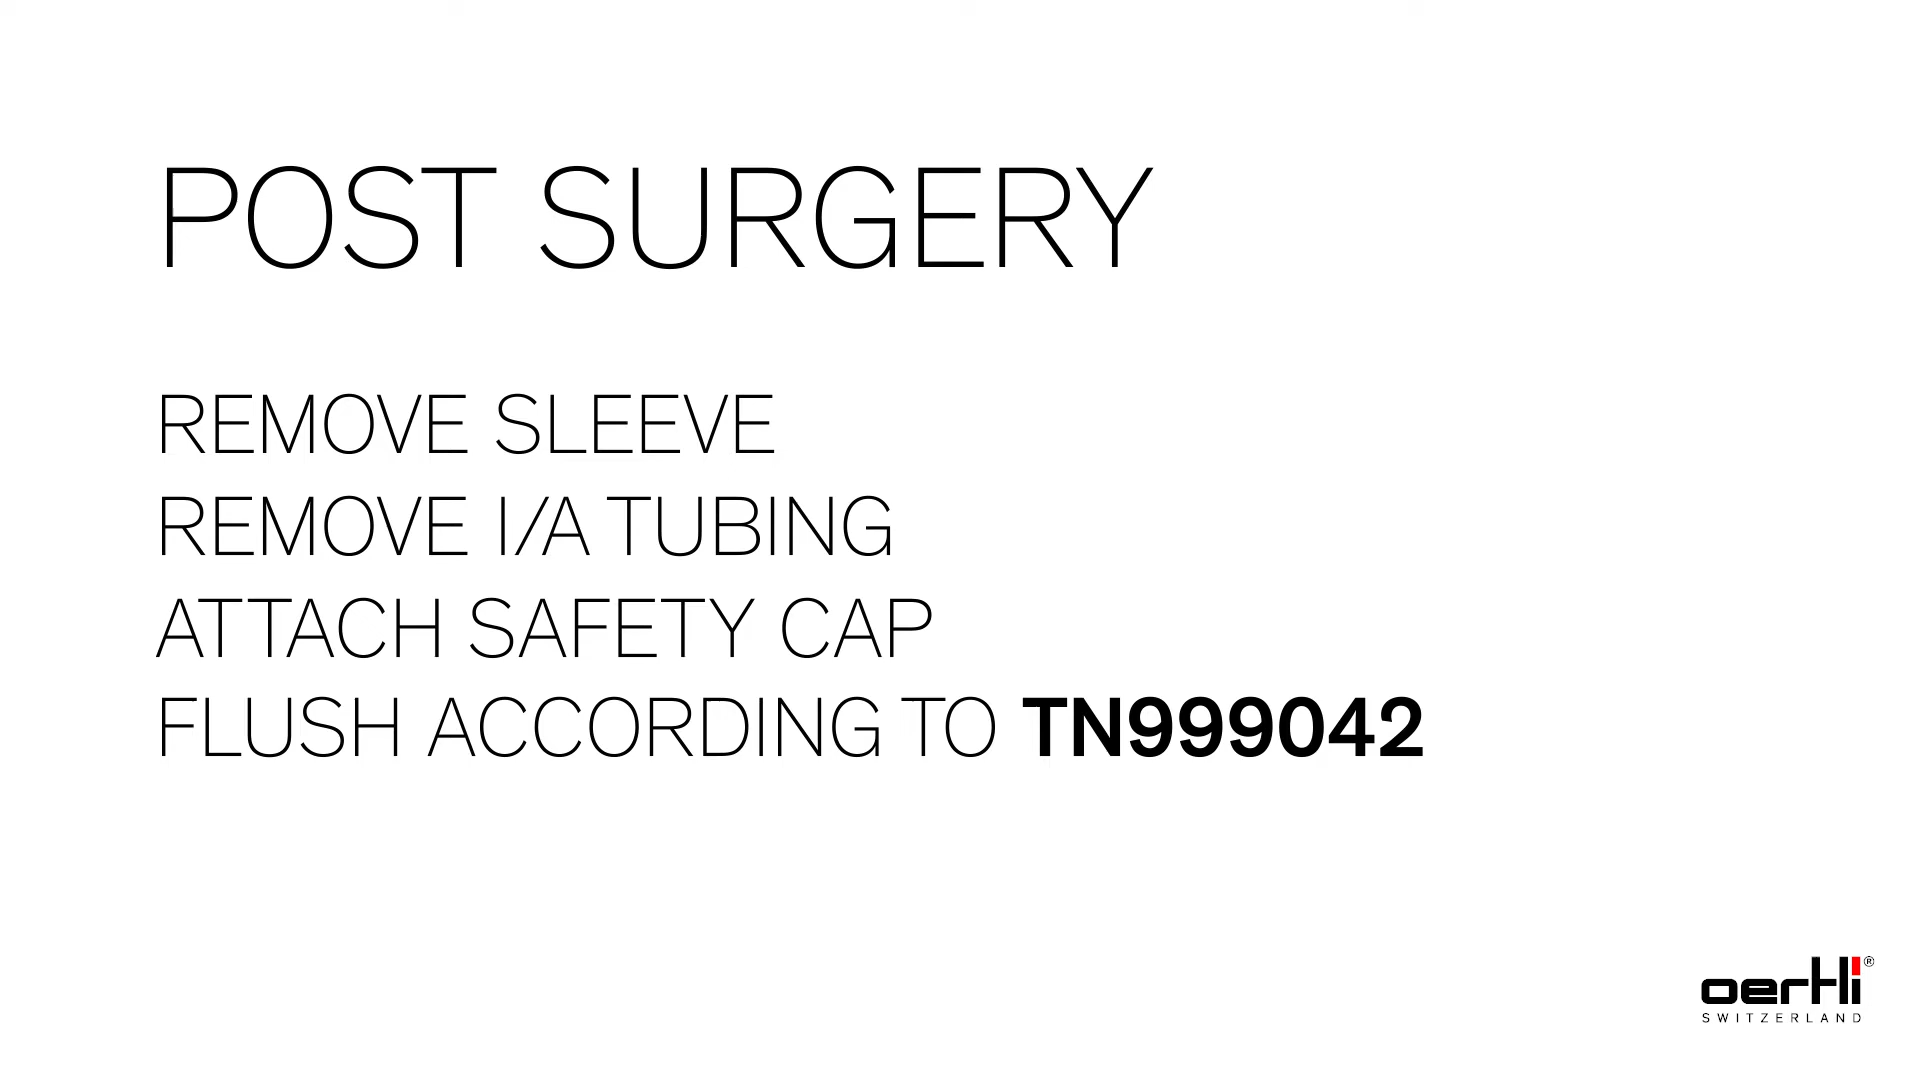 POST SURGERY
REMOVE SLEEVE
REMOVE I/A TUBING
ATTACH SAFETY CAP
FLUSH ACCORDING TO TN999042
oertli®
SWITZERLAND